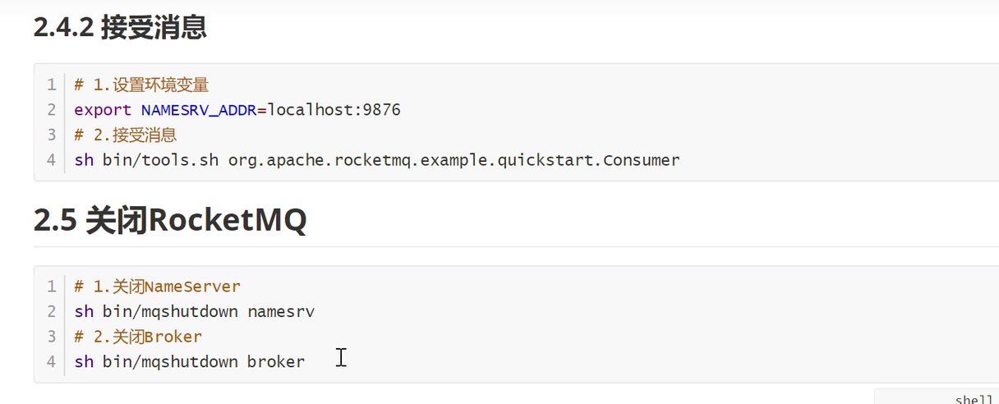 2.4.2 接受消息
1 # 1.设置环境变量
2 export NAMESRV_ADDR=localhost:9876
3 # 2.接受消息
4 sh bin/tools.sh org.apache.rocketmq.example.quickstart.Consumer
2.5 关闭RocketMQ
1 # 1.关闭NameServer
2 sh bin/mqshutdown namesrv
3 # 2.关闭Broker
4 sh bin/mqshutdown broker
shell